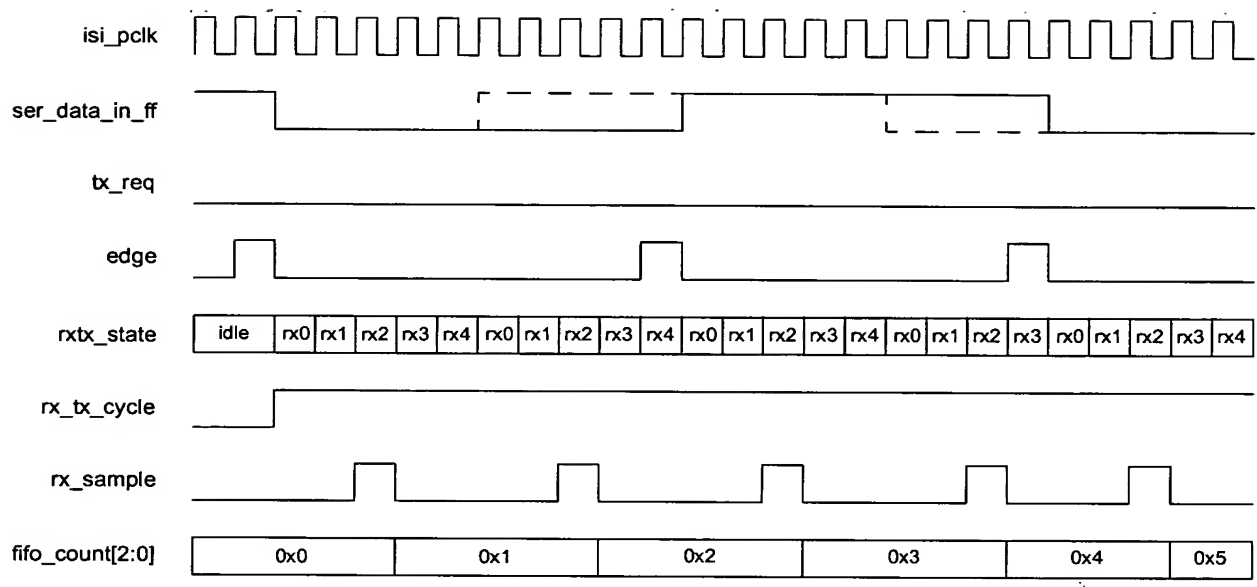 isi_pclk
ser_data_in_ff
tx_req
edge
rxtx_state idle rx0 rx1 rx2 rx3 rx4 rx0 rx1 rx2 rx3 rx4 rx0 rx1 rx2 rx3 rx4 rx0 rx1 rx2 rx3 rx0 rx1 rx2 rx3 rx4
rx_tx_cycle
rx_sample
fifo_count[2:0] 0x0 0x1 0x2 0x3 0x4 0x5